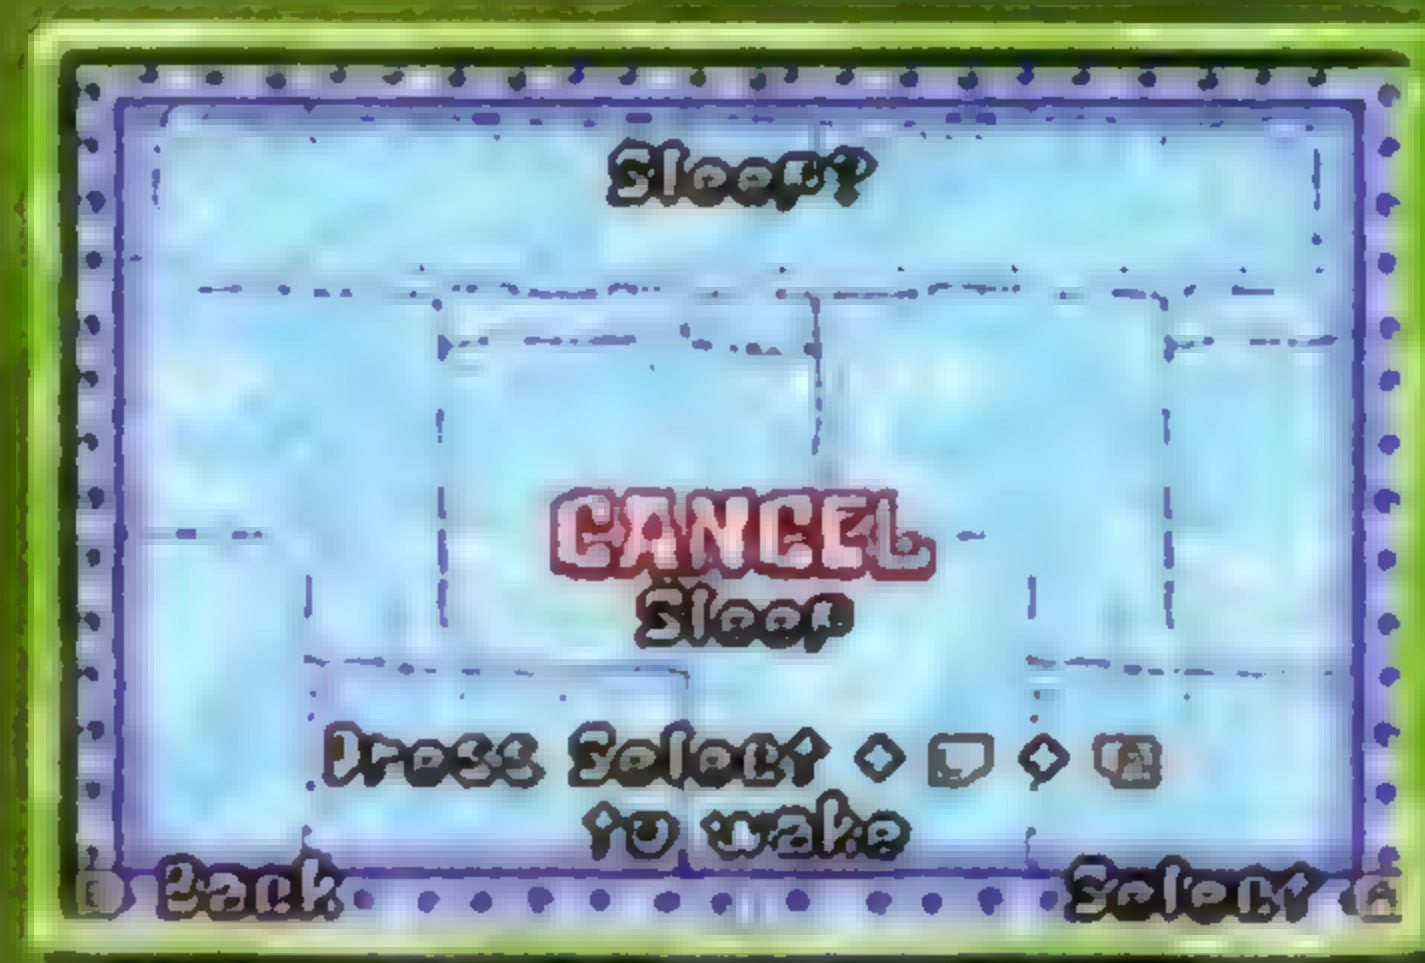 Sleep?
CANCEL
Sleep
Press Select + L + R
to wake
B Back
Select A